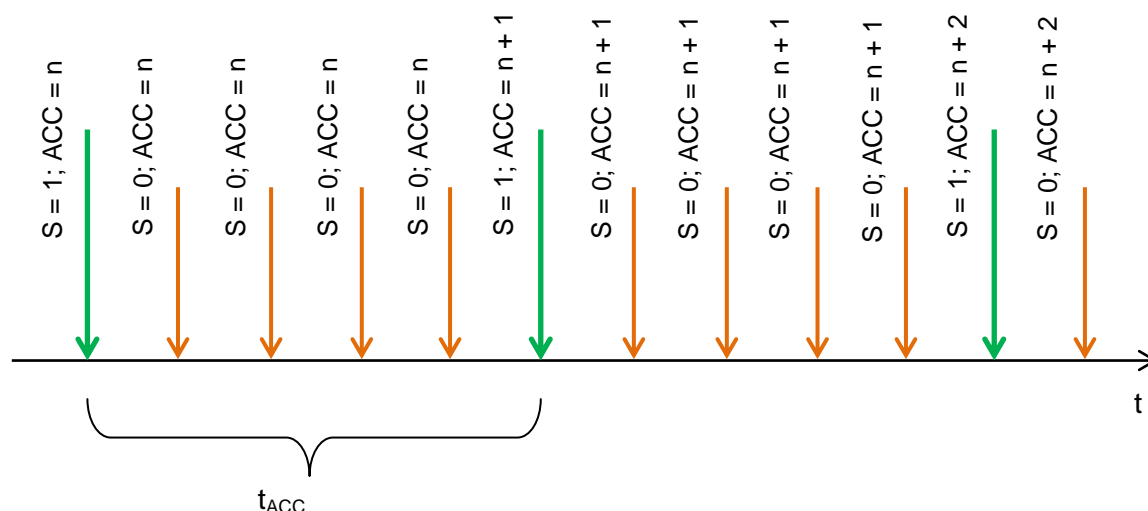 S = 1; ACC = n
S = 0; ACC = n
S = 0; ACC = n
S = 0; ACC = n
S = 0; ACC = n
S = 1; ACC = n + 1
S = 0; ACC = n + 1
S = 0; ACC = n + 1
S = 0; ACC = n + 1
S = 0; ACC = n + 1
S = 1; ACC = n + 2
S = 0; ACC = n + 2
t
tACC